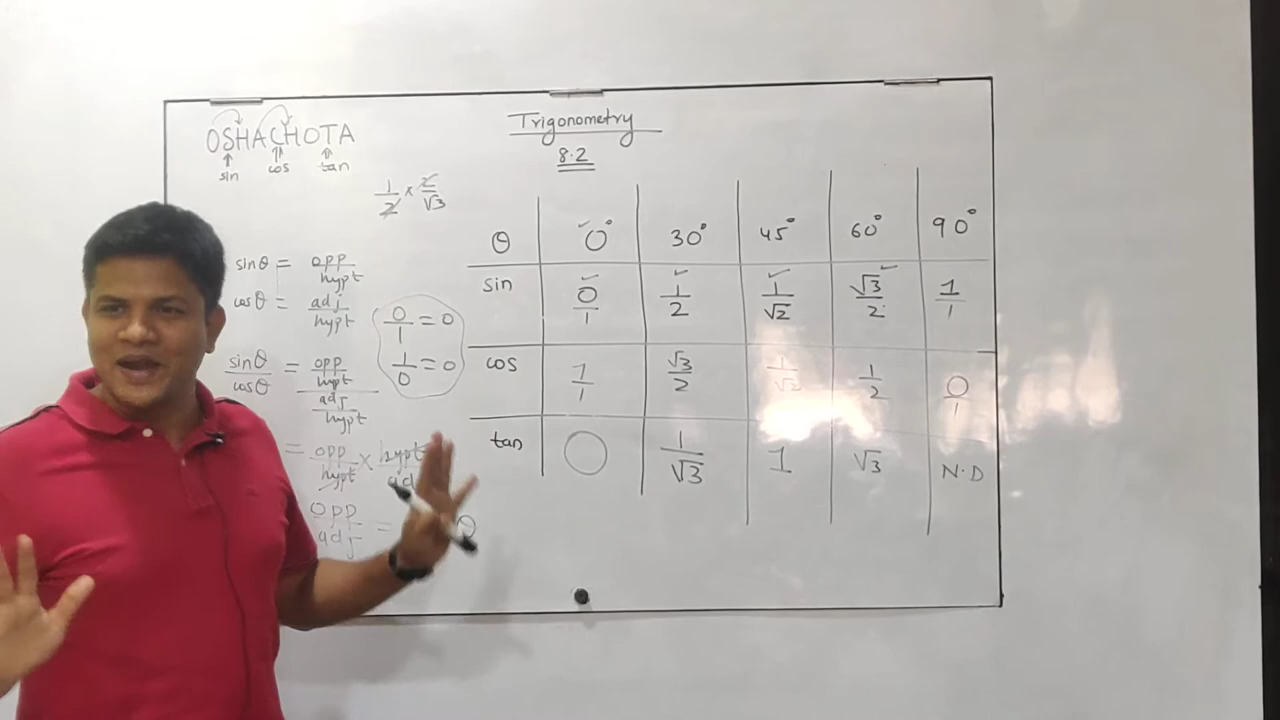 OSHACHOTA
sin cos tan
1/2 × 2/√3
sinθ = opp/hypt
cosθ = adj/hypt
0/1 = 0
1/0 = 0
sinθ/cosθ = opp/hypt / adj/hypt
= opp/hypt × hypt
opp/adj =
Trigonometry
8.2
θ 0° 30° 45° 60° 90°
sin 0/1 1/2 1/√2 √3/2 1/1
cos 1/1 √3/2 1/√2 1/2 0/1
tan 0 1/√3 1 √3 N.D